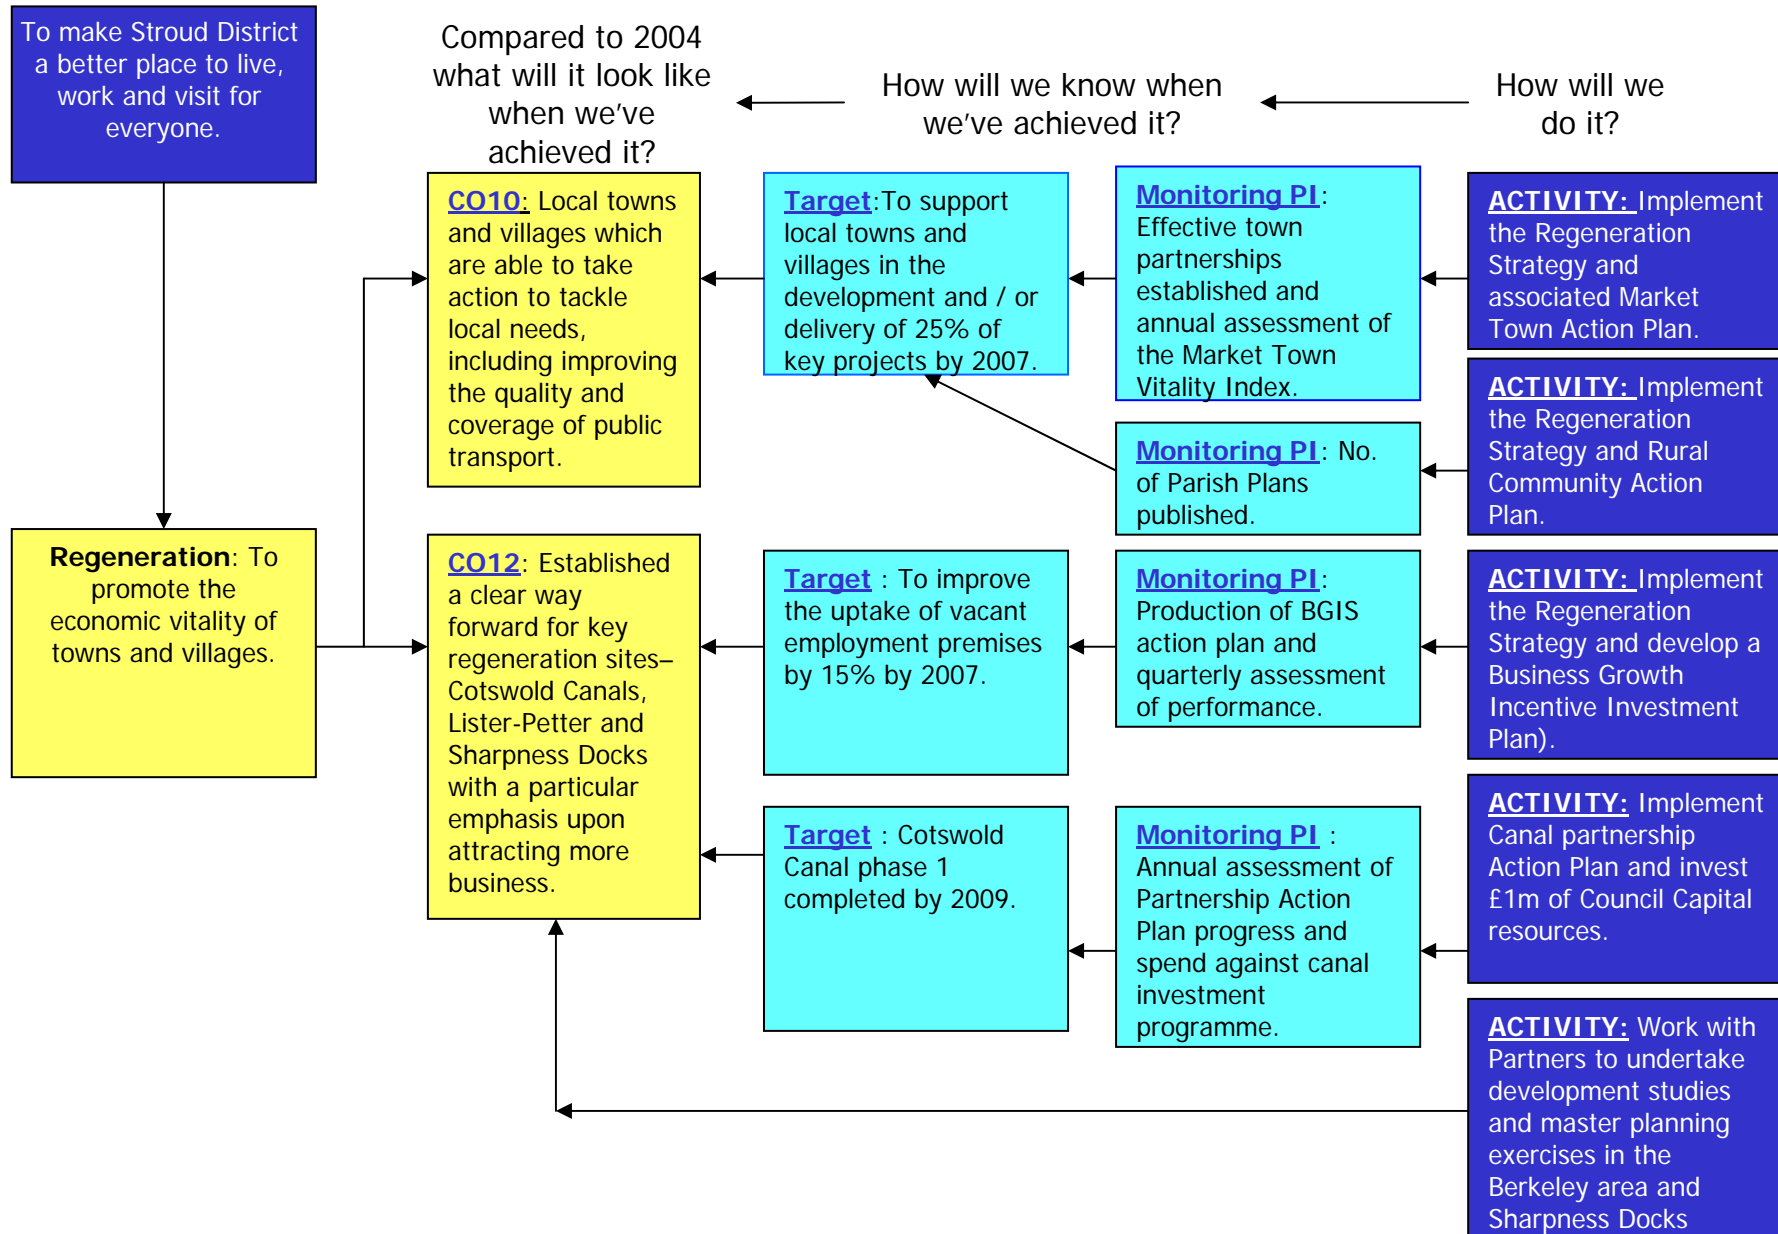 To make Stroud District
a better place to live,
work and visit for
everyone.
Compared to 2004
what will it look like
when we've
achieved it?
How will we know when
we've achieved it?
How will we
do it?
CO10: Local towns
and villages which
are able to take
action to tackle
local needs,
including improving
the quality and
coverage of public
transport.
Target:To support
local towns and
villages in the
development and / or
delivery of 25% of
key projects by 2007.
Monitoring PI:
Effective town
partnerships
established and
annual assessment of
the Market Town
Vitality Index.
ACTIVITY: Implement
the Regeneration
Strategy and
associated Market
Town Action Plan.
Monitoring PI: No.
of Parish Plans
published.
ACTIVITY: Implement
the Regeneration
Strategy and Rural
Community Action
Plan.
Regeneration: To
promote the
economic vitality of
towns and villages.
CO12: Established
a clear way
forward for key
regeneration sites–
Cotswold Canals,
Lister-Petter and
Sharpness Docks
with a particular
emphasis upon
attracting more
business.
Target : To improve
the uptake of vacant
employment premises
by 15% by 2007.
Monitoring PI:
Production of BGIS
action plan and
quarterly assessment
of performance.
ACTIVITY: Implement
the Regeneration
Strategy and develop a
Business Growth
Incentive Investment
Plan).
Target : Cotswold
Canal phase 1
completed by 2009.
Monitoring PI :
Annual assessment of
Partnership Action
Plan progress and
spend against canal
investment
programme.
ACTIVITY: Implement
Canal partnership
Action Plan and invest
£1m of Council Capital
resources.
ACTIVITY: Work with
Partners to undertake
development studies
and master planning
exercises in the
Berkeley area and
Sharpness Docks